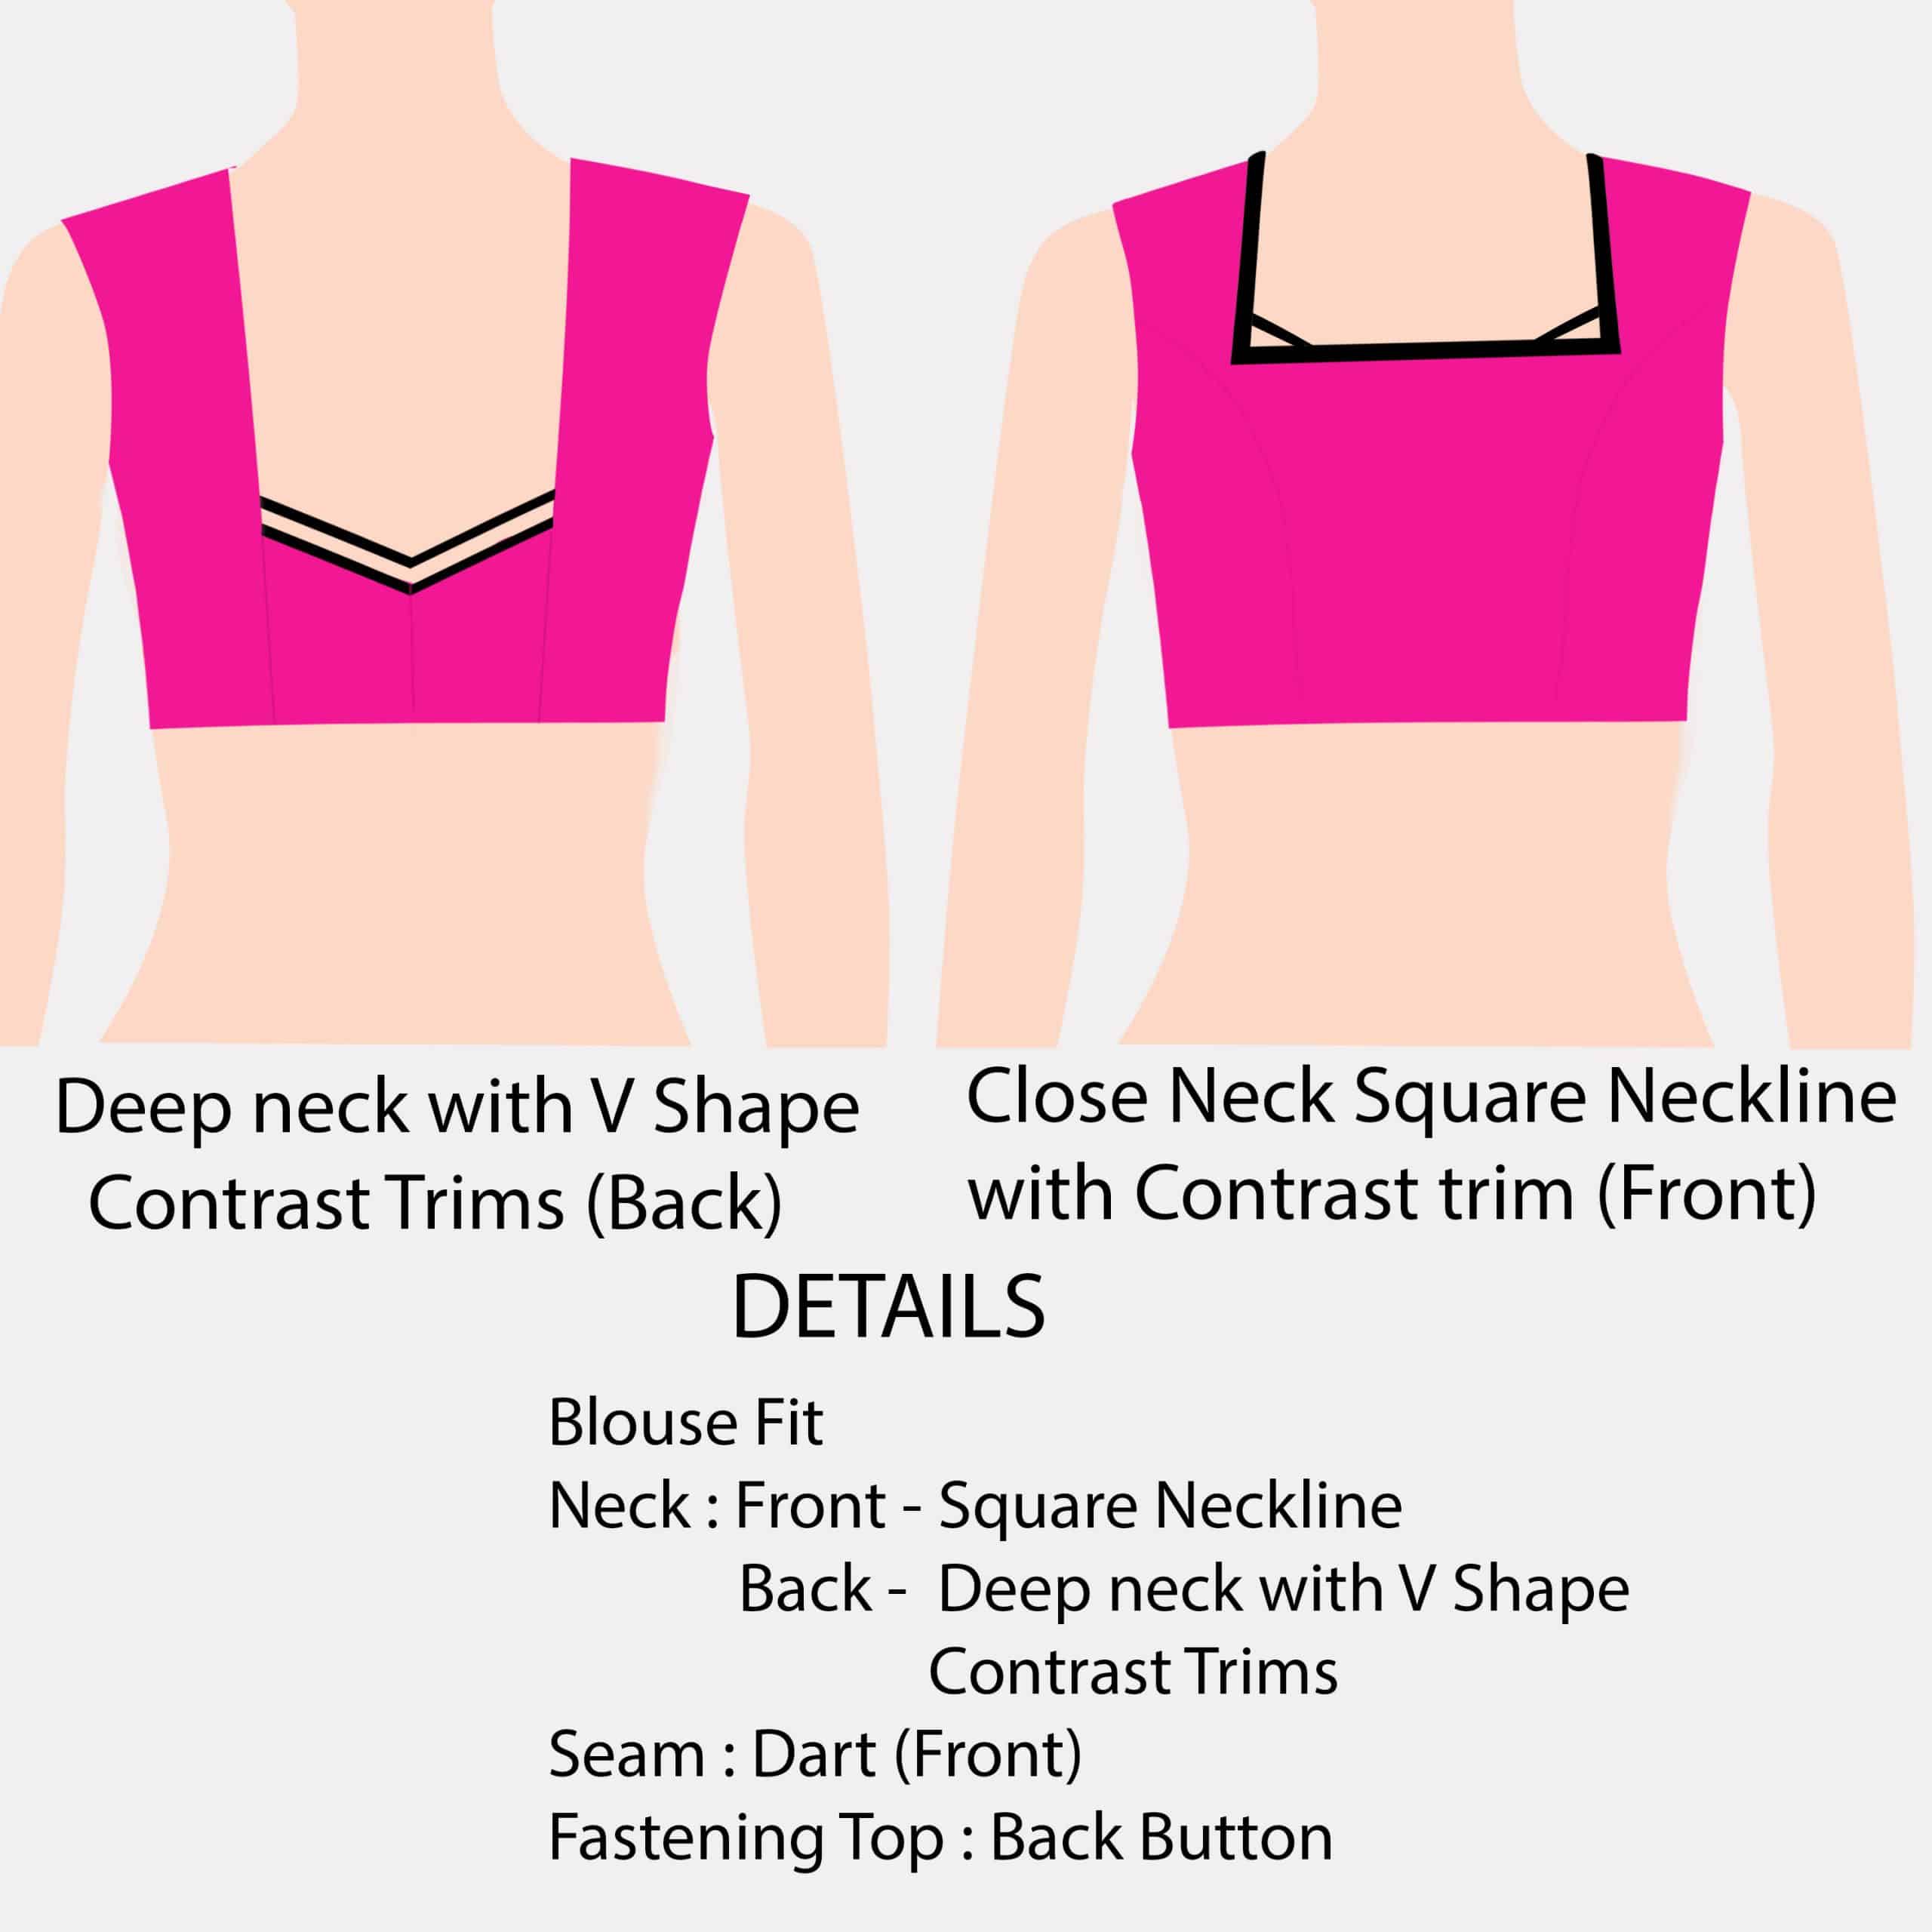 Deep neck with V Shape
Contrast Trims (Back)
Close Neck Square Neckline
with Contrast trim (Front)
DETAILS
Blouse Fit
Neck : Front - Square Neckline
Back - Deep neck with V Shape
Contrast Trims
Seam : Dart (Front)
Fastening Top : Back Button